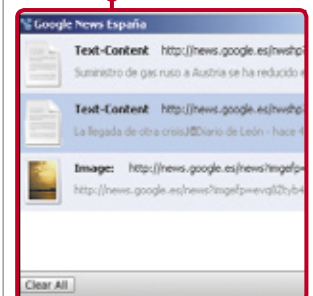 Google News España
Text-Content http://news.google.es/nwshp
Suministro de gas ruso a Austria se ha reducido
Text-Content http://news.google.es/nwshp
La llegada de otra crisis Diario de León - hace 4
Image: http://news.google.es/news?imgefp=
http://news.google.es/news?imgefp=
Clear All